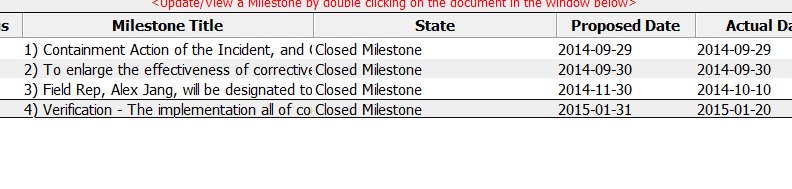 <Update/View a Milestone by double clicking on the document in the window below>
Milestone Title State Proposed Date Actual
1) Containment Action of the Incident, and Closed Milestone 2014-09-29 2014-09-29
2) To enlarge the effectiveness of corrective Closed Milestone 2014-09-30 2014-09-30
3) Field Rep, Alex Jang, will be designated to Closed Milestone 2014-11-30 2014-10-10
4) Verification - The implementation all of co Closed Milestone 2015-01-31 2015-01-20